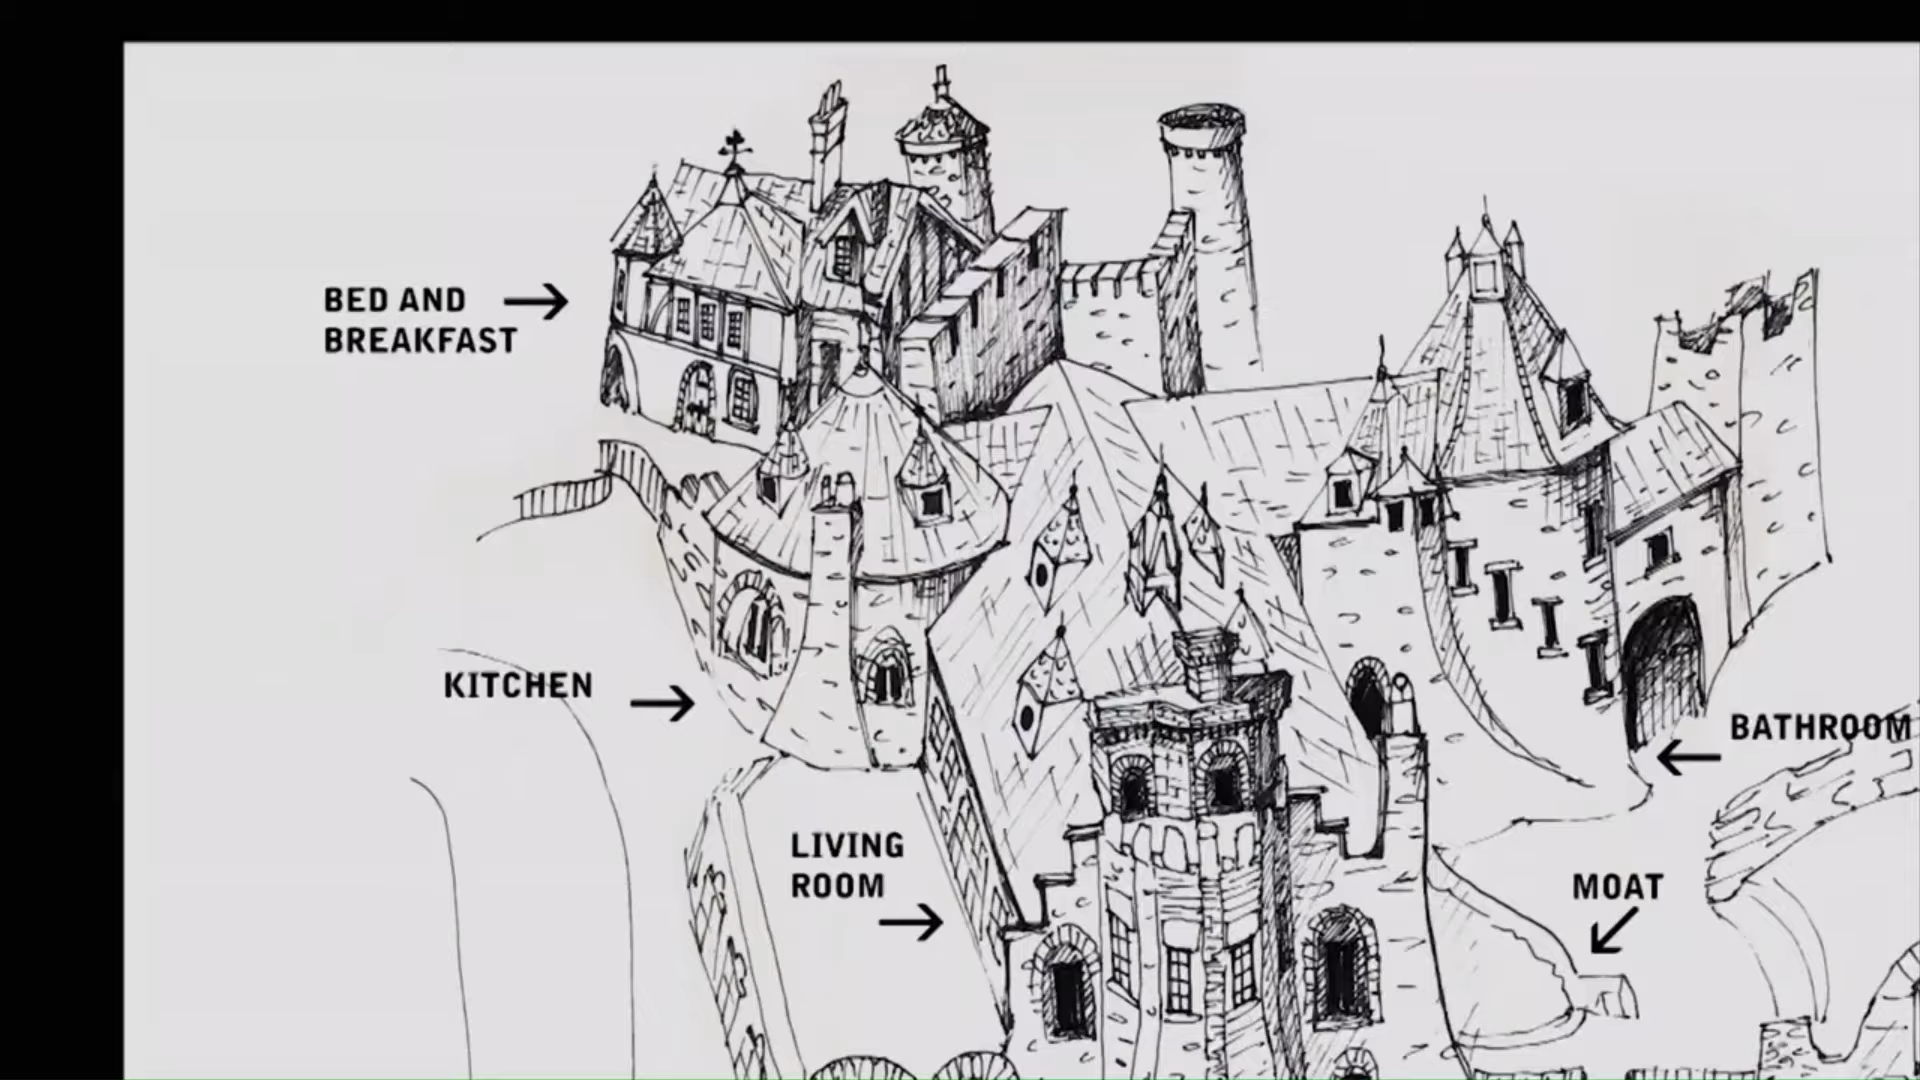 BED AND
BREAKFAST
KITCHEN
BATHROOM
LIVING
ROOM
MOAT